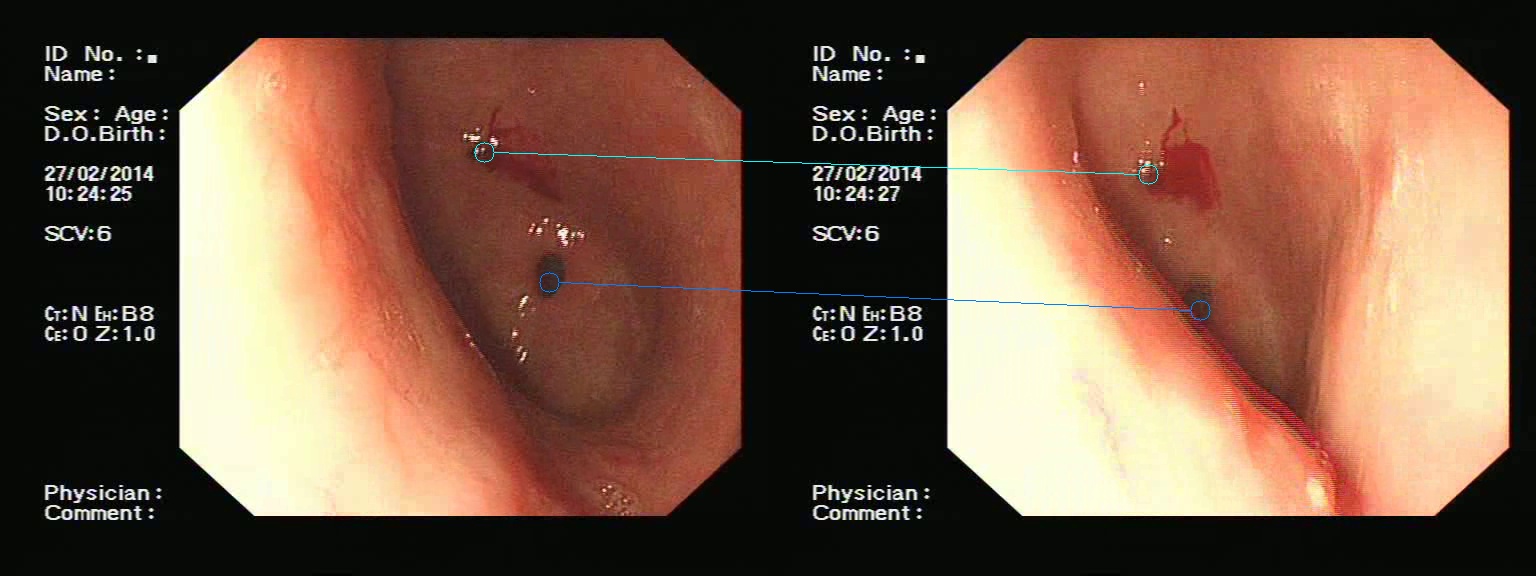 ID No. :
Name:
Sex: Age:
D.O.Birth:
27/02/2014
10:24:25
SCV:6
CT:N EH:B8
CE:0 Z:1.0
Physician:
Comment:
ID No. :
Name:
Sex: Age:
D.O.Birth:
27/02/2014
10:24:27
SCV:6
CT:N EH:B8
CE:0 Z:1.0
Physician:
Comment: